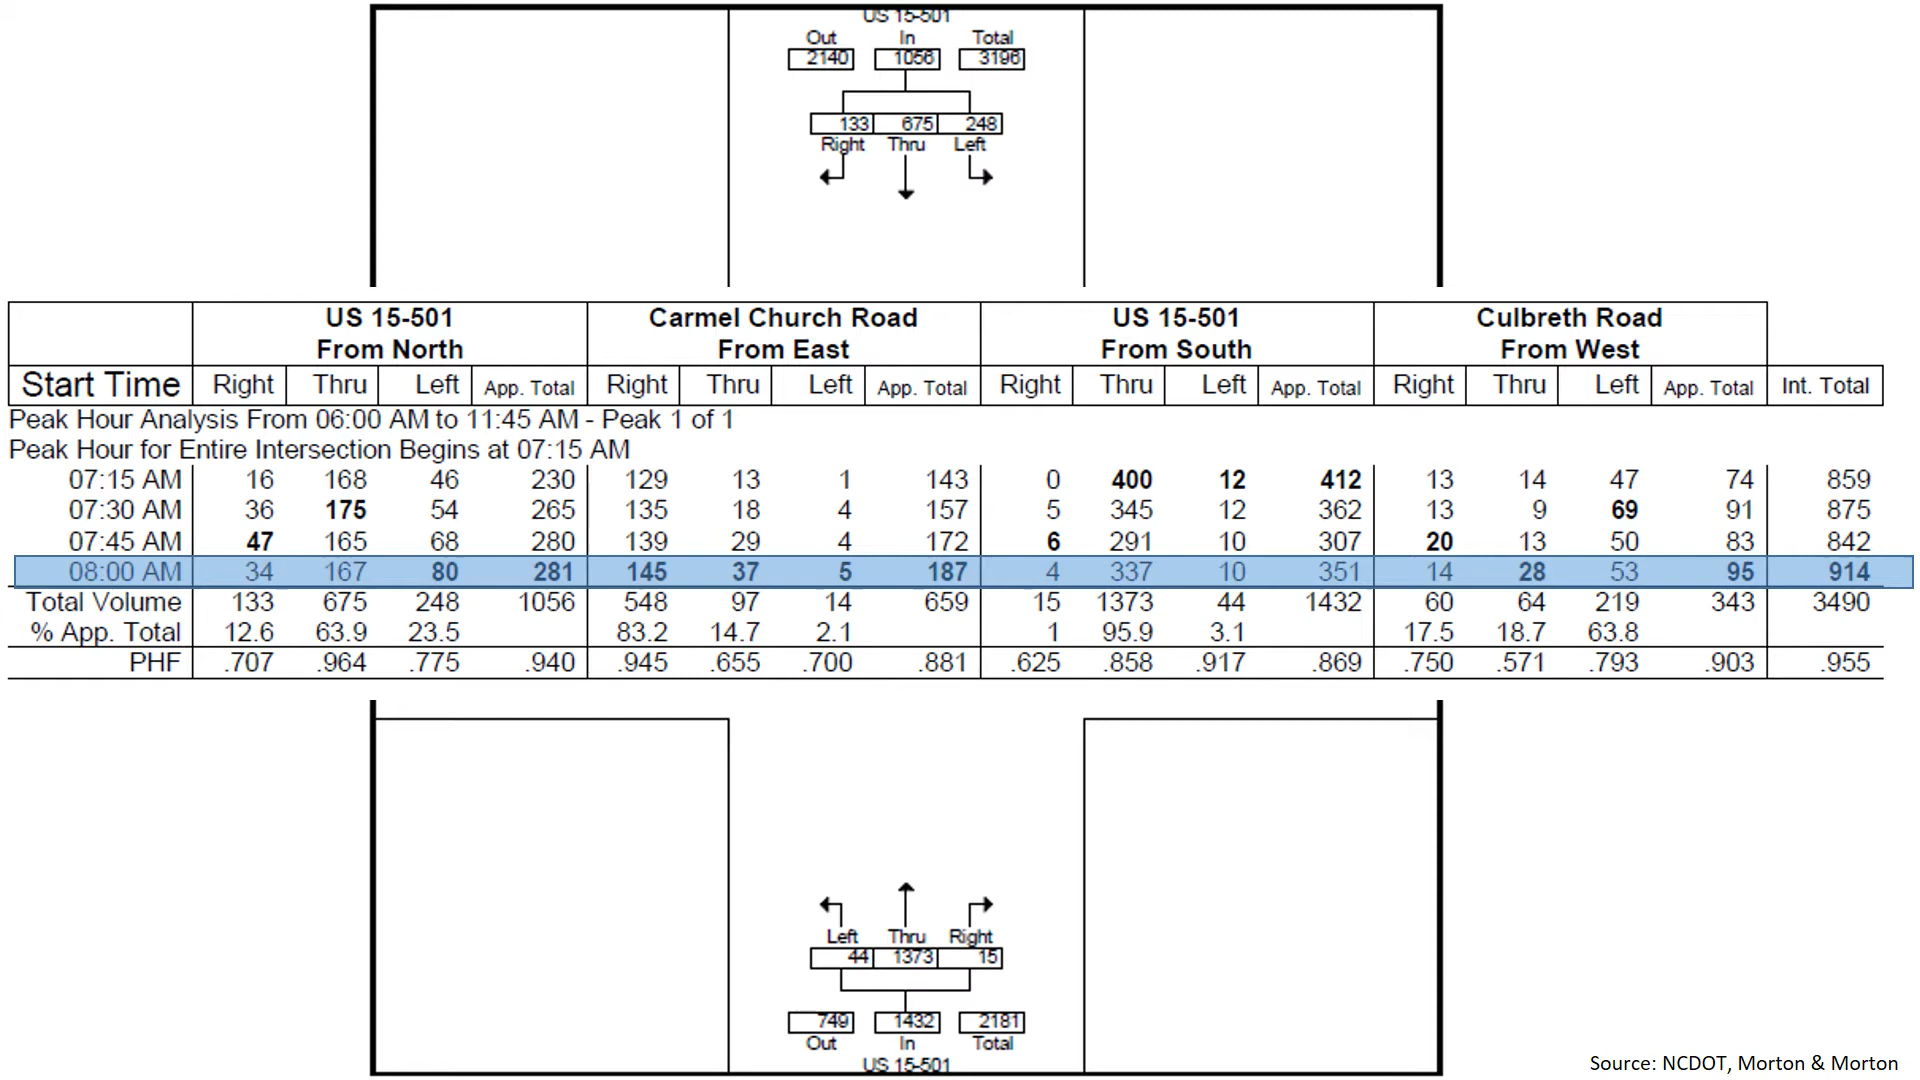 US 15-501
Out In Total
2140 1056 3196
133 675 248
Right Thru Left
US 15-501 Carmel Church Road US 15-501 Culbreth Road
From North From East From South From West
Start Time Right Thru Left App. Total Right Thru Left App. Total Right Thru Left App. Total Right Thru Left App. Total Int. Total
Peak Hour Analysis From 06:00 AM to 11:45 AM - Peak 1 of 1
Peak Hour for Entire Intersection Begins at 07:15 AM
07:15 AM 16 168 46 230 129 13 1 143 0 400 12 412 13 14 47 74 859
07:30 AM 36 175 54 265 135 18 4 157 5 345 12 362 13 9 69 91 875
07:45 AM 47 165 68 280 139 29 4 172 6 291 10 307 20 13 50 83 842
08:00 AM 34 167 80 281 145 37 5 187 4 337 10 351 14 28 53 95 914
Total Volume 133 675 248 1056 548 97 14 659 15 1373 44 1432 60 64 219 343 3490
% App. Total 12.6 63.9 23.5 83.2 14.7 2.1 1 95.9 3.1 17.5 18.7 63.8
PHF .707 .964 .775 .940 .945 .655 .700 .881 .625 .858 .917 .869 .750 .571 .793 .903 .955
Left Thru Right
44 1373 15
749 1432 2181
Out In Total
US 15-501
Source: NCDOT, Morton & Morton